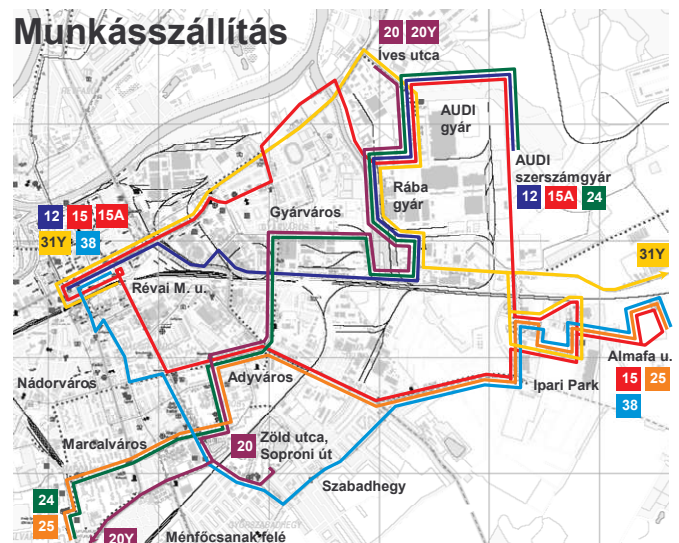 Munkásszállítás
20 20Y
Íves utca
AUDI
gyár
AUDI
szerszámgyár
12 15A 24
Rába
gyár
Gyárváros
12 15 15A
31Y 38
31Y
Révai M. u.
Nádorváros
Adyváros
Ipari Park
Almafa u.
15 25
38
Marcalváros
20
Zöld utca,
Soproni út
Szabadhegy
24
25
20Y
GYŐRSZABADHEGY
Ménfőcsanak felé